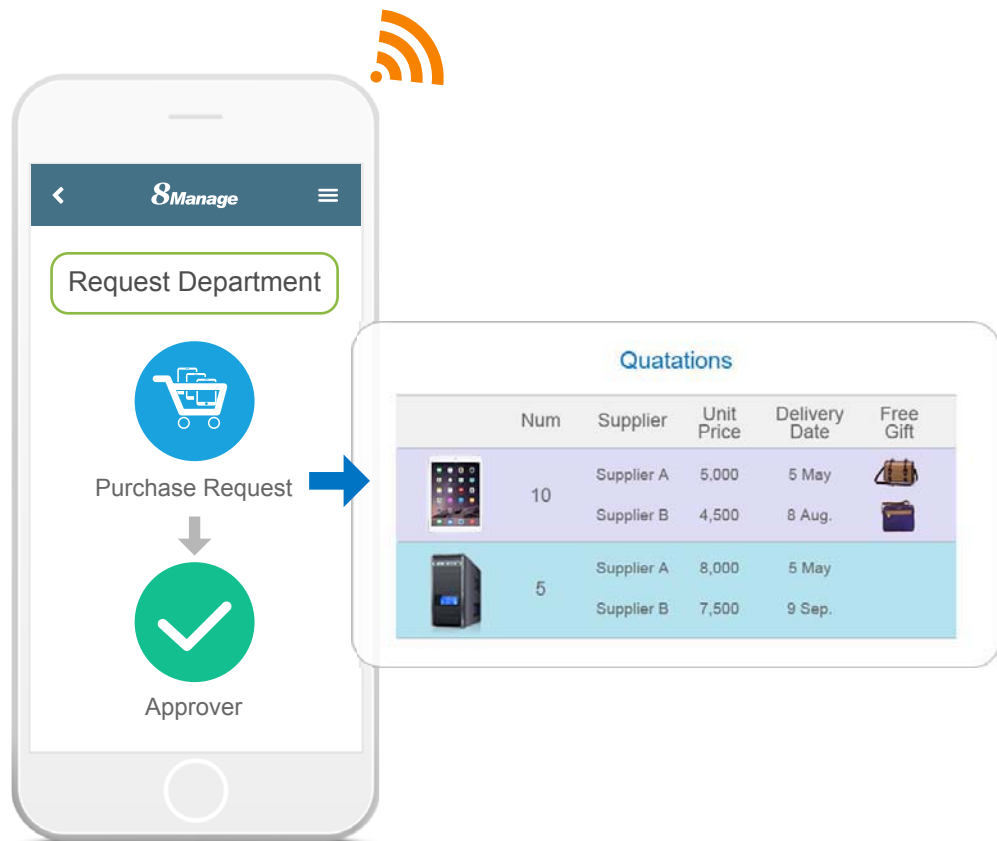 8Manage
Request Department
Purchase Request
Approver
Quatations
Num Supplier Unit Price Delivery Date Free Gift
10
Supplier A 5,000 5 May
Supplier B 4,500 8 Aug.
5
Supplier A 8,000 5 May
Supplier B 7,500 9 Sep.